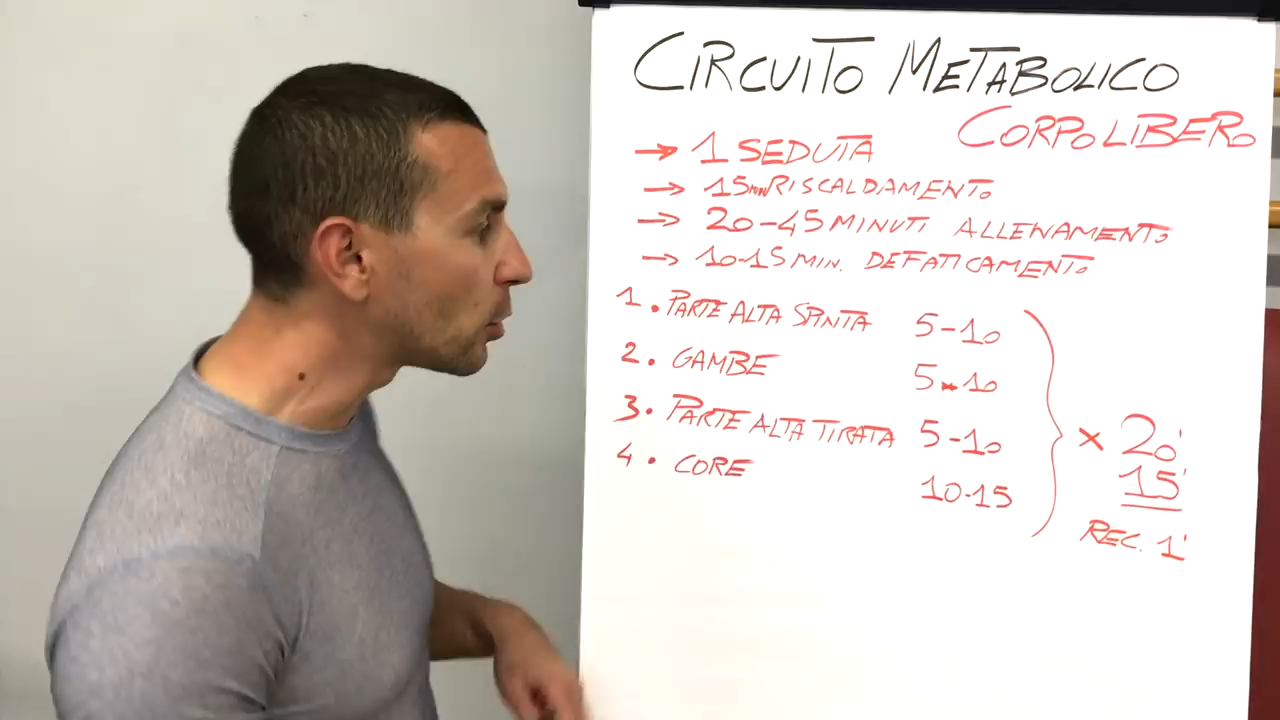 CIRCUITO METABOLICO
CORPO LIBERO
→ 1 SEDUTA
→ 15min RISCALDAMENTO
→ 20-45 MINUTI ALLENAMENTO
→ 10-15 MIN. DEFATICAMENTO
1. PARTE ALTA SPINTA 5-10
2. GAMBE 5-10
3. PARTE ALTA TIRATA 5-10
4. CORE 10-15
× 20'
15'
REC. 1'